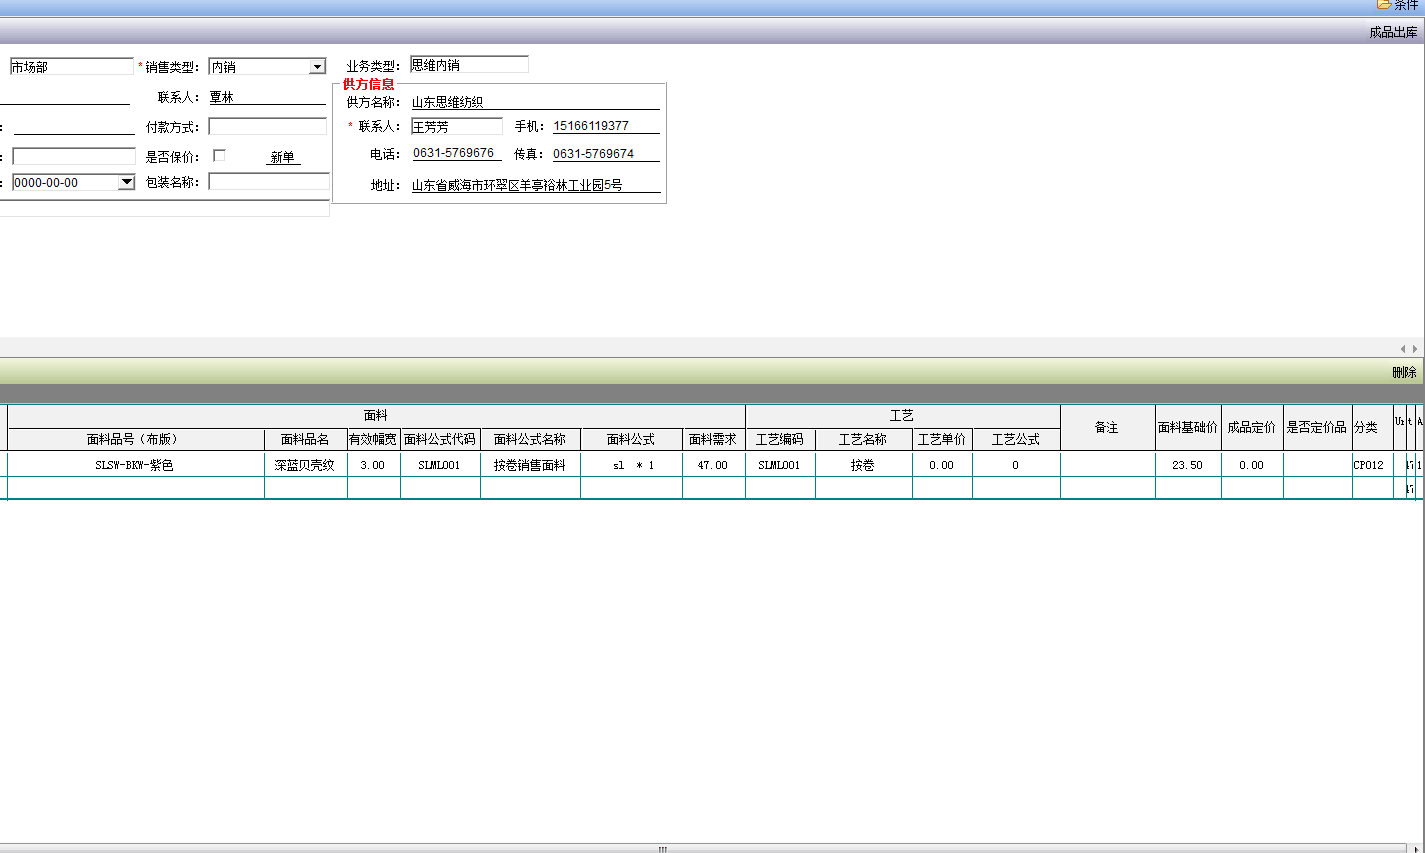 条件
成品出库
市场部 *销售类型： 内销 业务类型： 思维内销
供方信息
联系人： 覃林 供方名称： 山东思维纺织
： 付款方式： * 联系人： 王芳芳 手机： 15166119377
： 是否保价： 新单 电话： 0631-5769676 传真： 0631-5769674
： 0000-00-00 包装名称： 地址： 山东省威海市环翠区羊亭裕林工业园5号
删除
面料 工艺
面料品号（布版） 面料品名 有效幅宽 面料公式代码 面料公式名称 面料公式 面料需求 工艺编码 工艺名称 工艺单价 工艺公式 备注 面料基础价 成品定价 是否定价品 分类 t
SLSW-BKW-紫色 深蓝贝壳纹 3.00 SLML001 按卷销售面料 sl * 1 47.00 SLML001 按卷 0.00 0 23.50 0.00 CP012 1